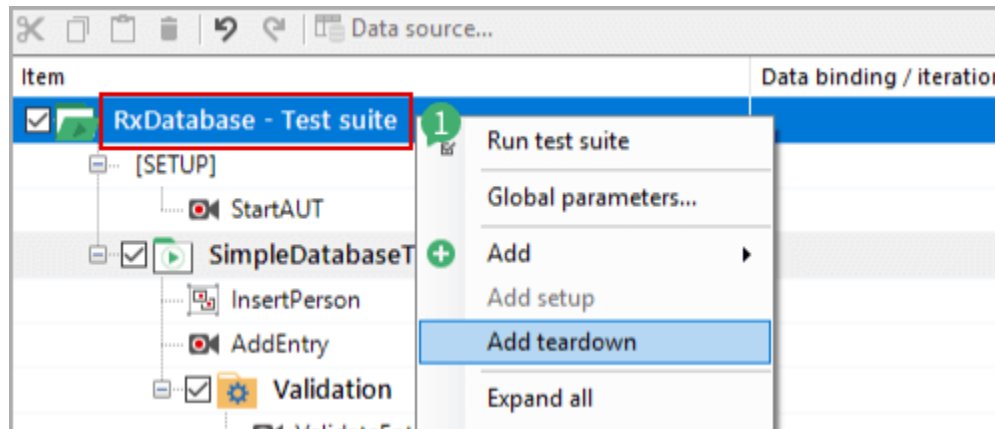 Data source...
Item
Data binding / iteration
RxDatabase - Test suite
1
Run test suite
[SETUP]
Global parameters...
StartAUT
SimpleDatabaseT
Add
InsertPerson
Add setup
AddEntry
Add teardown
Validation
Expand all